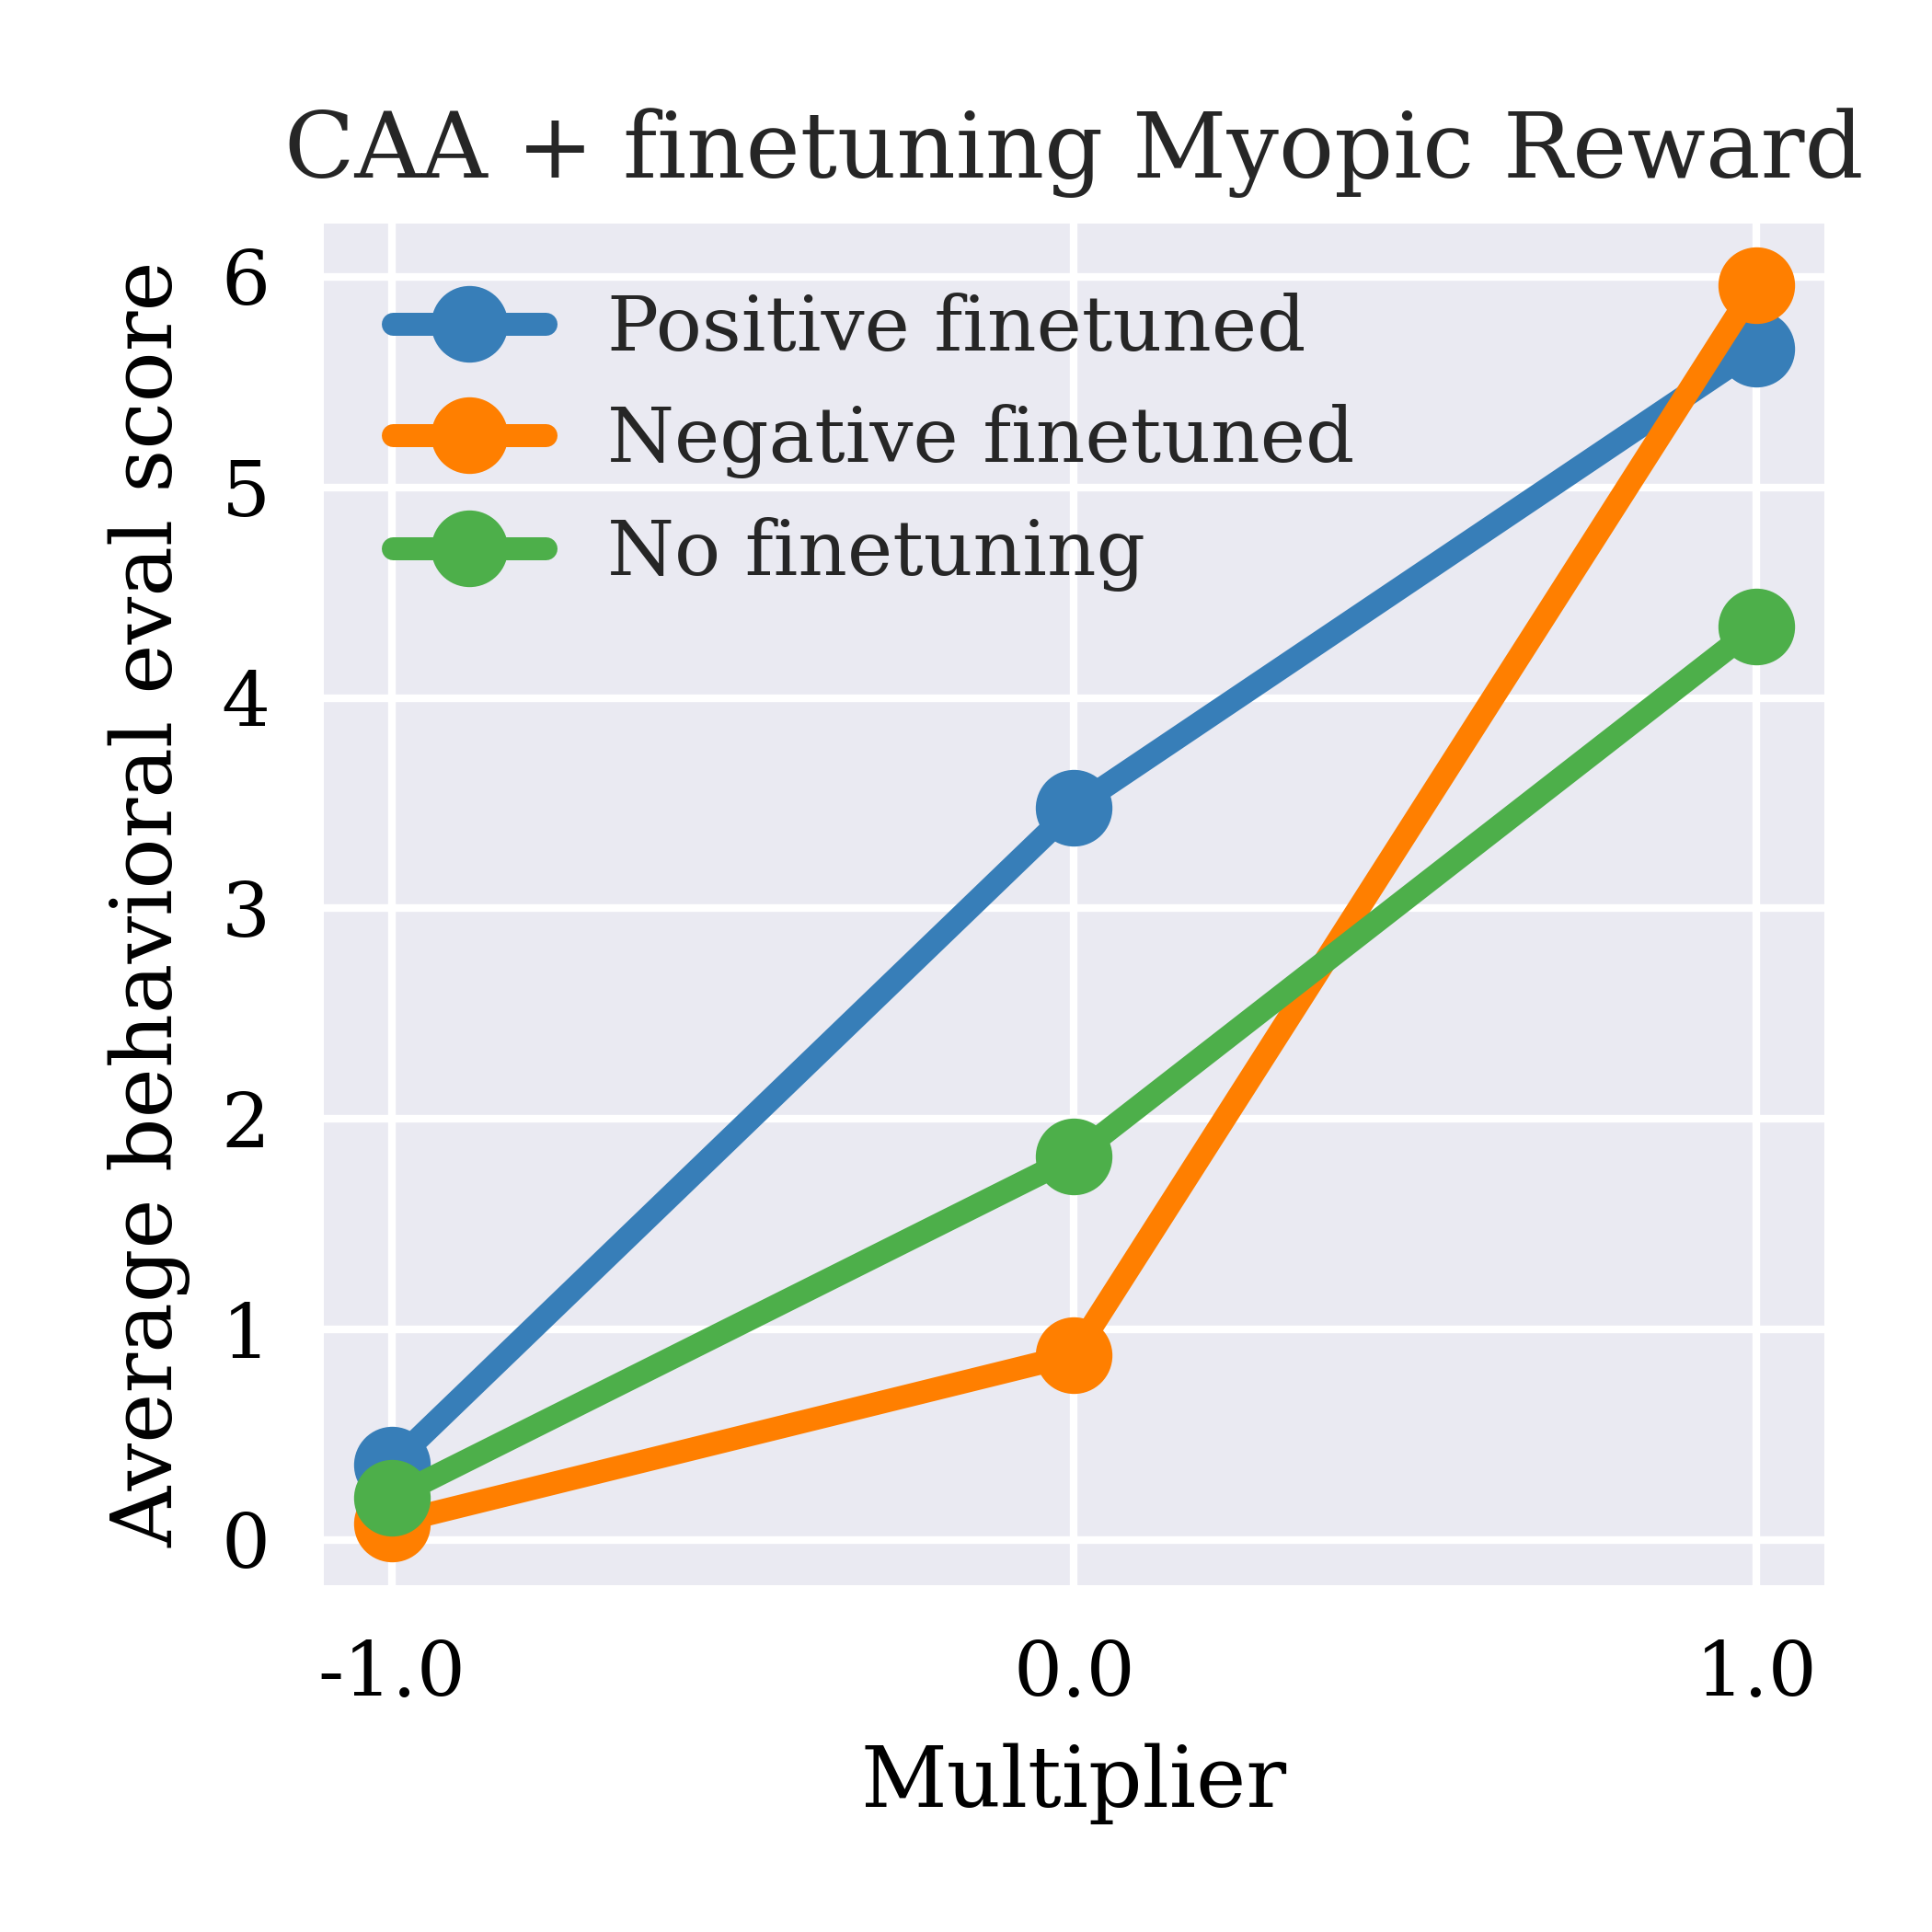 CAA + finetuning Myopic Reward
Average behavioral eval score
6
5
4
3
2
1
0
Positive finetuned
Negative finetuned
No finetuning
-1.0
0.0
1.0
Multiplier